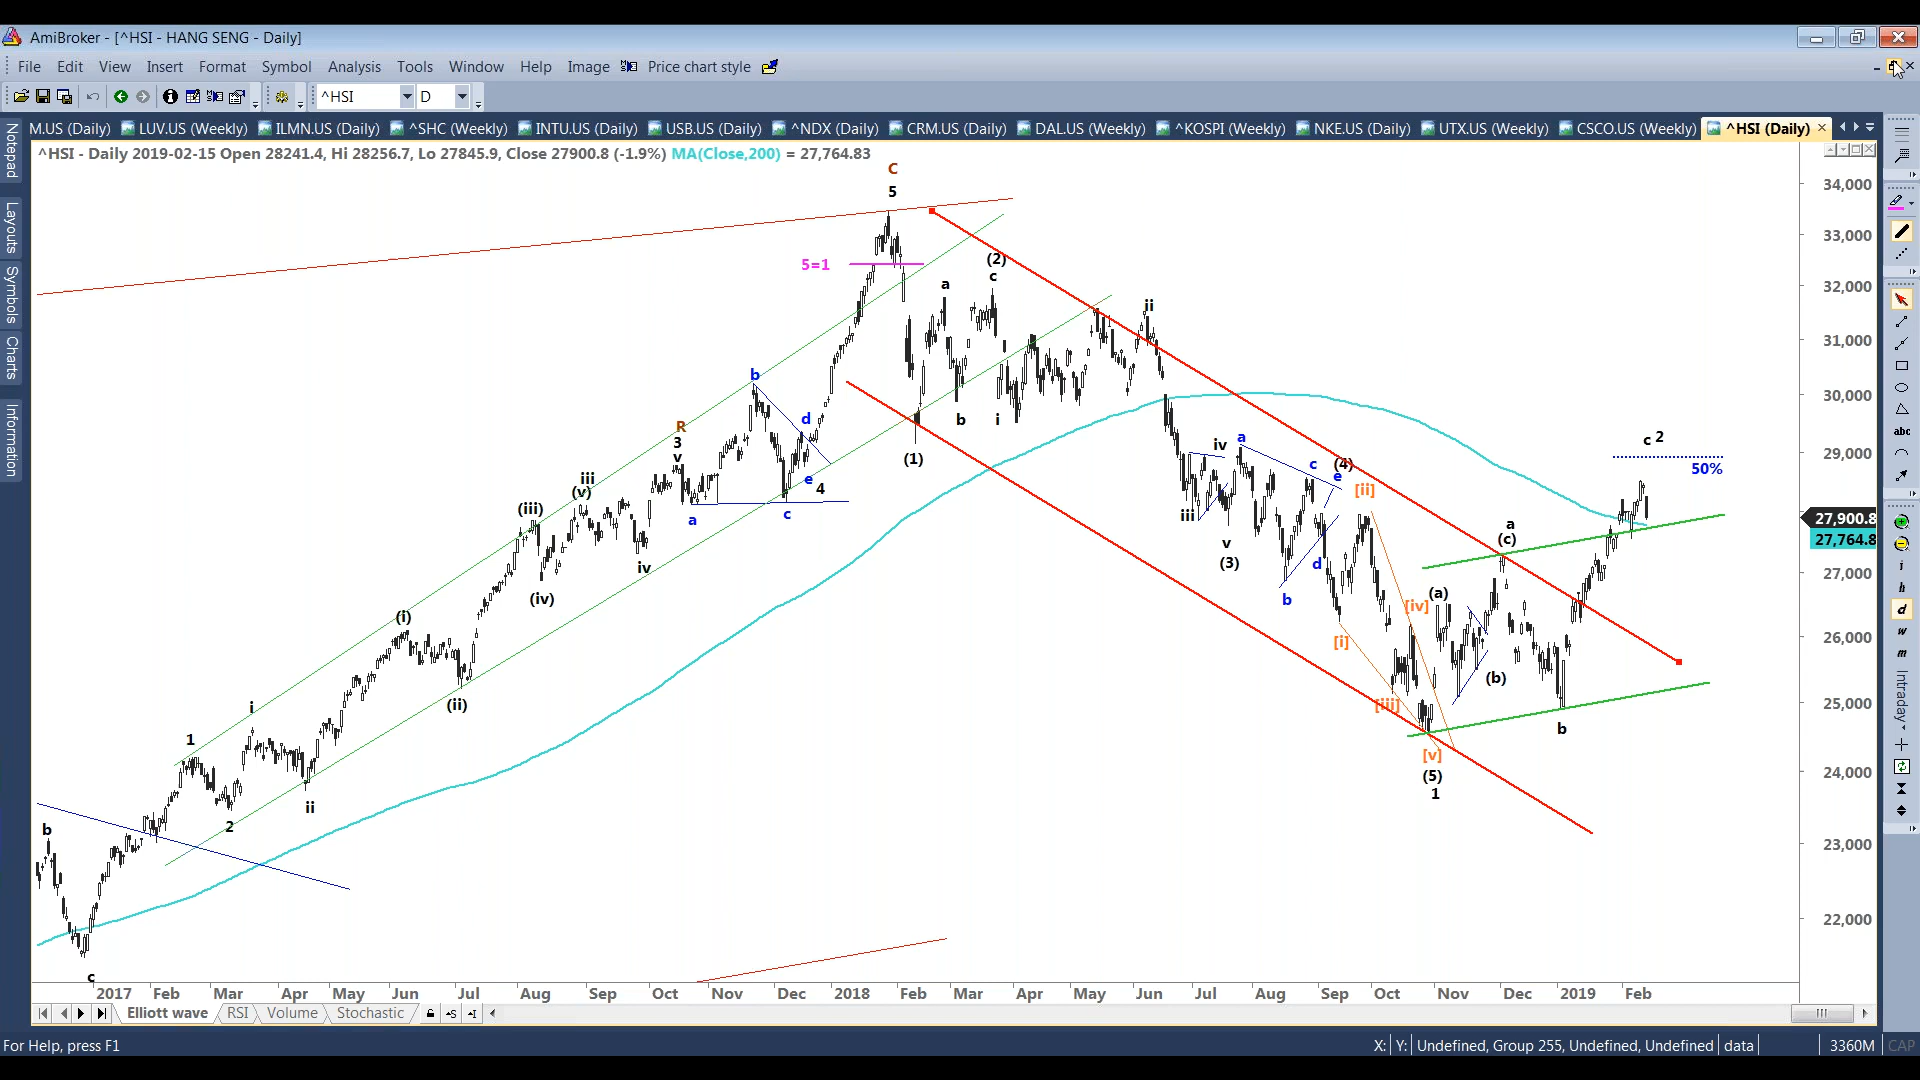 AmiBroker - [^HSI - HANG SENG - Daily]
File Edit View Insert Format Symbol Analysis Tools Window Help Image Price chart style
^HSI D
M.US (Daily) LUV.US (Weekly) ILMN.US (Daily) ^SHC (Weekly) INTU.US (Daily) USB.US (Daily) ^NDX (Daily) CRM.US (Daily) DAL.US (Weekly) ^KOSPI (Weekly) NKE.US (Daily) UTX.US (Weekly) CSCO.US (Weekly) ^HSI (Daily)
Notepad
Layouts
Symbols
Charts
Information
^HSI - Daily 2019-02-15 Open 28241.4, Hi 28256.7, Lo 27845.9, Close 27900.8 (-1.9%) MA(Close,200) = 27,764.83
C
5
34,000
33,000
(2)
5=1
c
a
32,000
ii
31,000
b
30,000
d
b
i
R
3
v
c 2
iv
a
29,000
(1)
c
(4)
e
[ii]
50%
iii
(v)
e
4
(iii)
a
c
iii
27,900.8
a
(c)
27,764.8
v
(3)
d
iv
27,000
(iv)
b
(a)
[iv]
(i)
26,000
[i]
(b)
(ii)
[iii]
25,000
i
b
1
[v]
(5)
1
24,000
ii
2
b
23,000
22,000
c
2017 Feb Mar Apr May Jun Jul Aug Sep Oct Nov Dec 2018 Feb Mar Apr May Jun Jul Aug Sep Oct Nov Dec 2019 Feb
Elliott wave RSI Volume Stochastic
abc
i
h
d
w
m
Intraday
For Help, press F1
X: Y: Undefined, Group 255, Undefined, Undefined data 3360M CAP